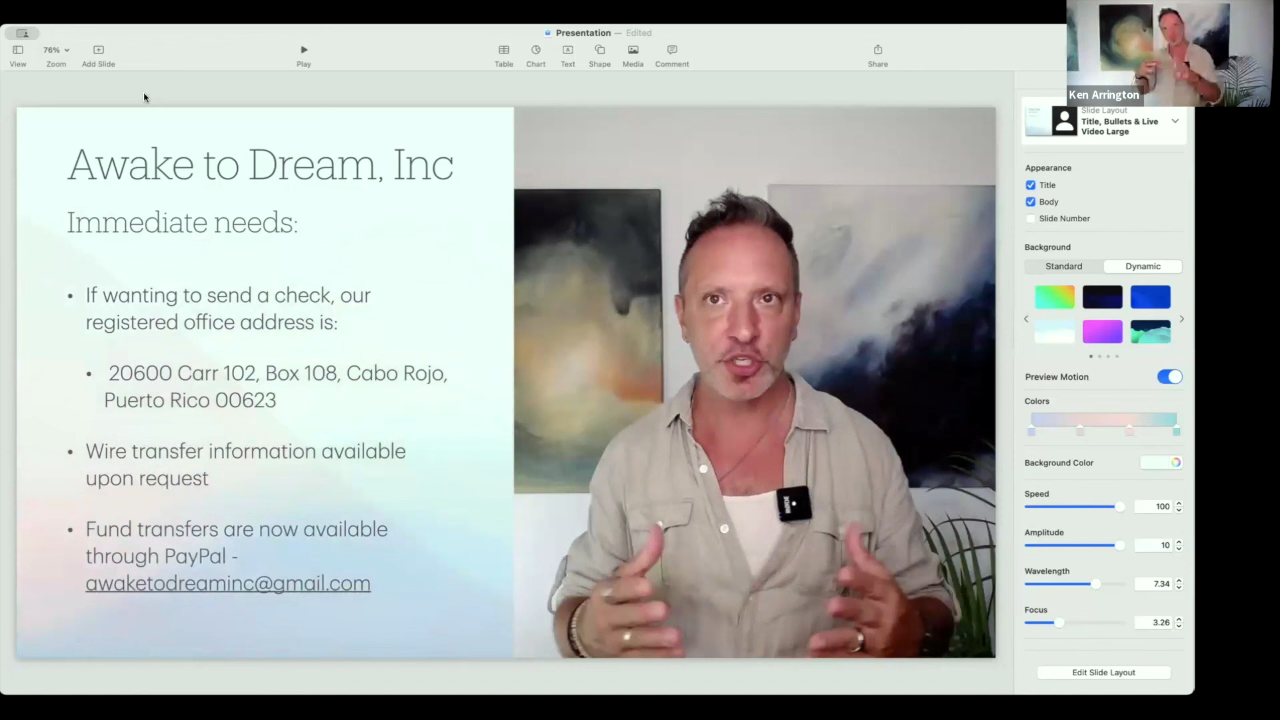 Presentation — Edited
View
76%
Zoom
Add Slide
Play
Table
Chart
Text
Shape
Media
Comment
Share
Ken Arrington
Awake to Dream, Inc
Immediate needs:
• If wanting to send a check, our
registered office address is:
• 20600 Carr 102, Box 108, Cabo Rojo,
Puerto Rico 00623
• Wire transfer information available
upon request
• Fund transfers are now available
through PayPal -
awaketodreaminc@gmail.com
Slide Layout
Title, Bullets & Live
Video Large
Appearance
Title
Body
Slide Number
Background
Standard
Dynamic
Preview Motion
Colors
Background Color
Speed
100
Amplitude
10
Wavelength
7.34
Focus
3.26
Edit Slide Layout